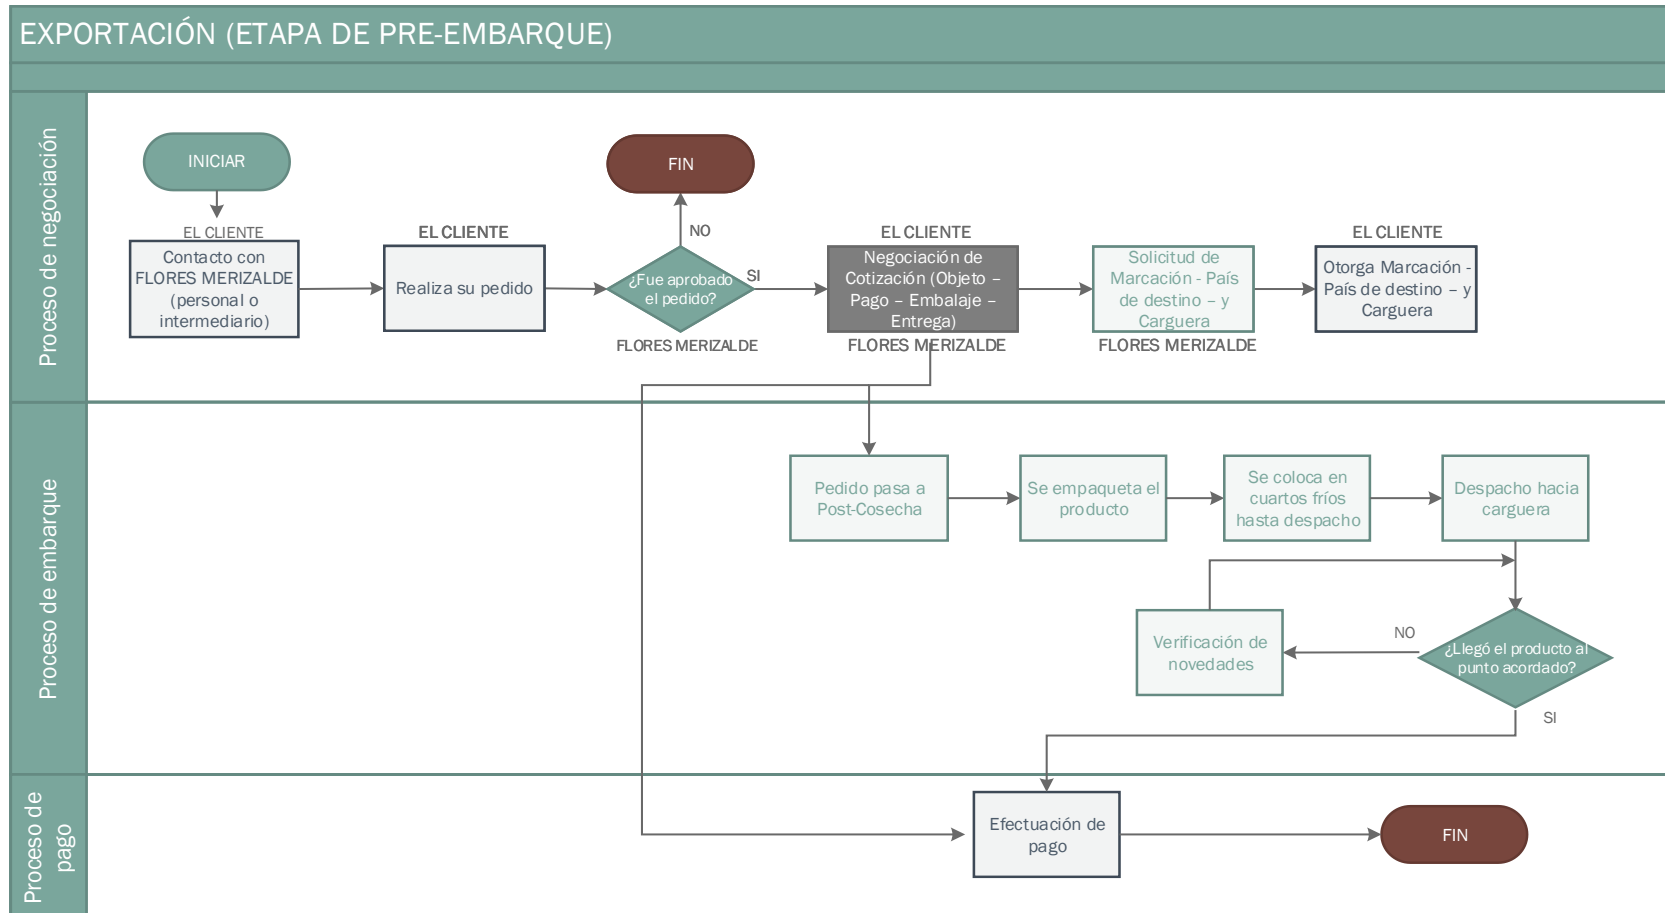 EXPORTACIÓN (ETAPA DE PRE-EMBARQUE)
Proceso de negociación
INICIAR
EL CLIENTE
Contacto con
FLORES MERIZALDE
(personal o
intermediario)
EL CLIENTE
Realiza su pedido
FIN
NO
¿Fue aprobado
el pedido?
SI
FLORES MERIZALDE
EL CLIENTE
Negociación de
Cotización (Objeto –
Pago – Embalaje –
Entrega)
FLORES MERIZALDE
Solicitud de
Marcación - País
de destino – y
Carguera
FLORES MERIZALDE
EL CLIENTE
Otorga Marcación -
País de destino – y
Carguera
Proceso de embarque
Pedido pasa a
Post-Cosecha
Se empaqueta el
producto
Se coloca en
cuartos fríos
hasta despacho
Despacho hacia
carguera
Verificación de
novedades
NO
¿Llegó el producto al
punto acordado?
SI
Proceso de
pago
Efectuación de
pago
FIN